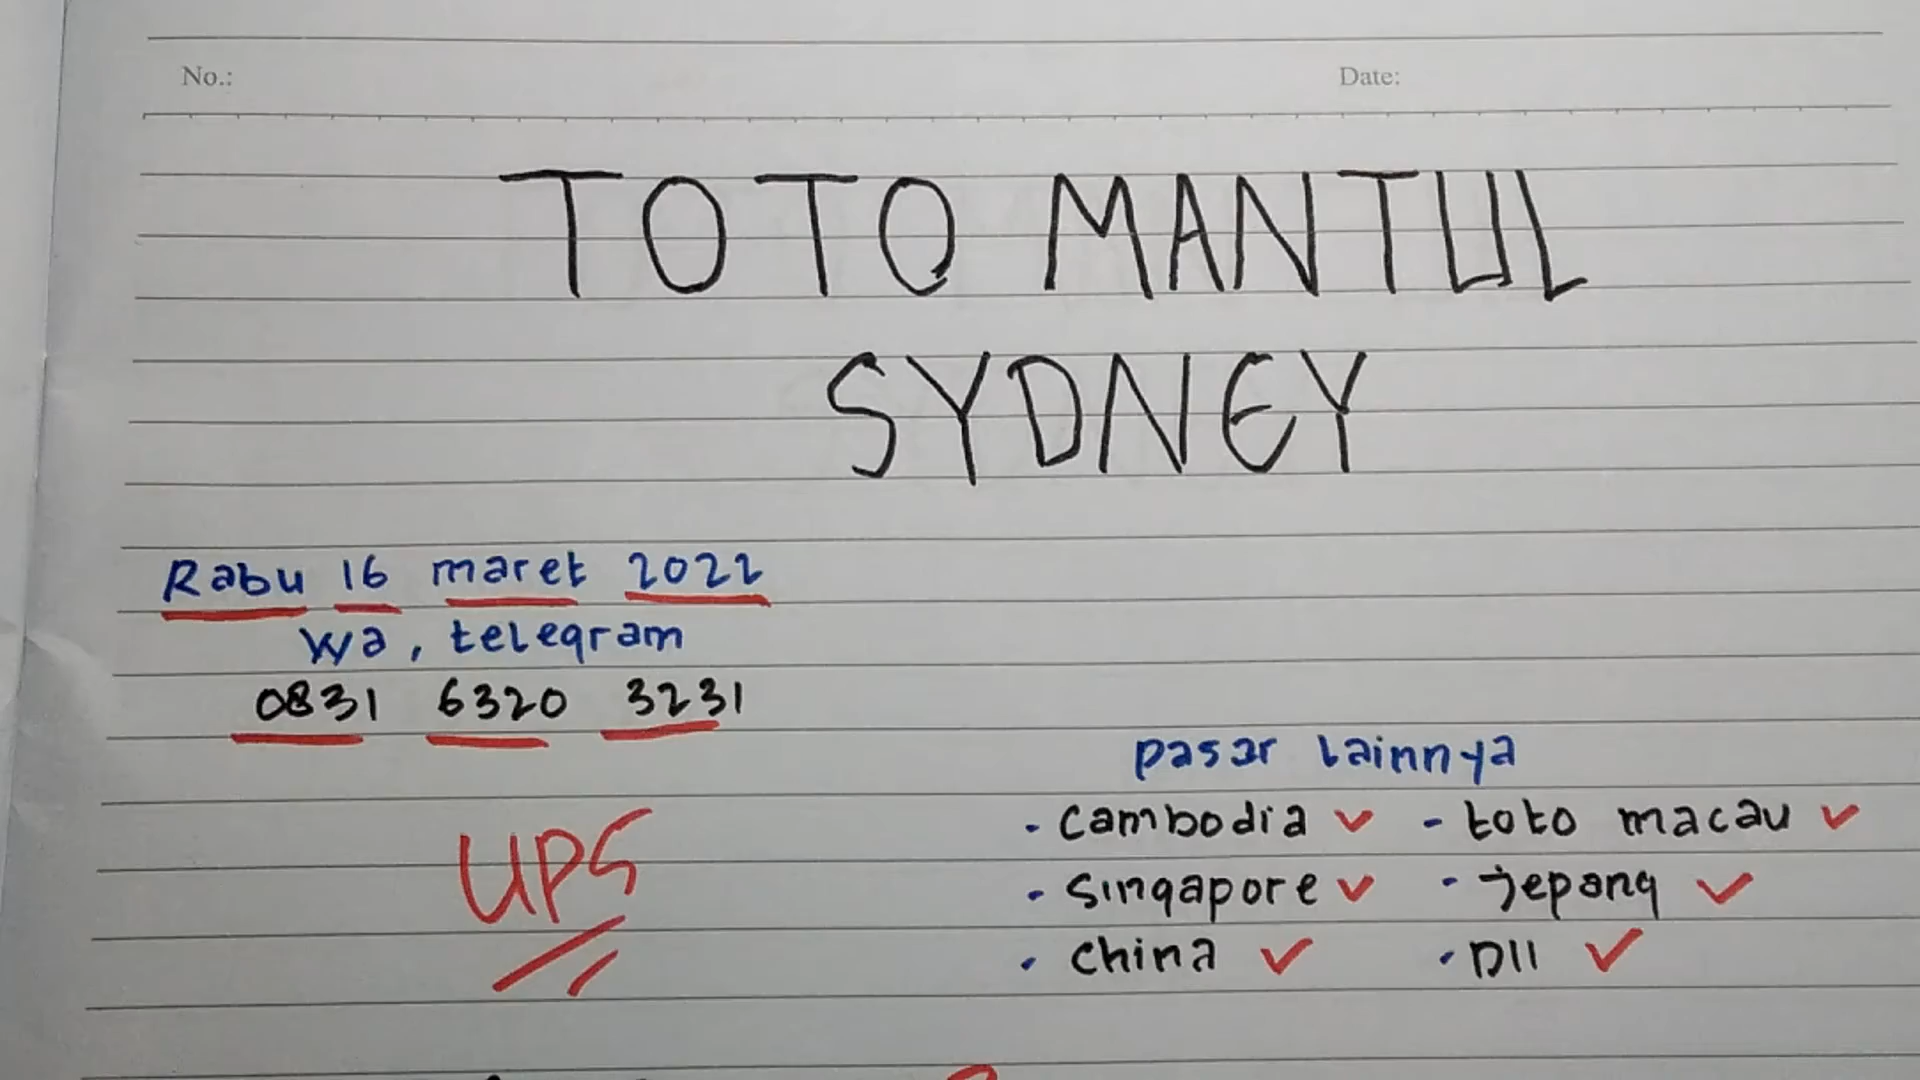 No.: Date:
TOTO MANTUL
SYDNEY
Rabu 16 maret 2022
Wa, telegram
0831 6320 3231
UPS
pasar lainnya
- Cambodia ✓ - toto macau ✓
- Singapore ✓ - Jepang ✓
- China ✓ - Dll ✓